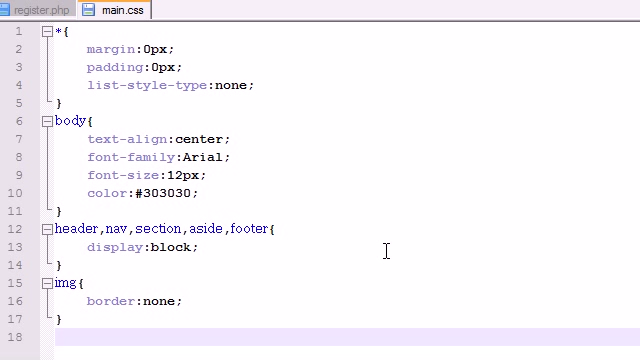 register.php main.css
1 *{
2 margin:0px;
3 padding:0px;
4 list-style-type:none;
5 }
6 body{
7 text-align:center;
8 font-family:Arial;
9 font-size:12px;
10 color:#303030;
11 }
12 header,nav,section,aside,footer{
13 display:block;
14 }
15 img{
16 border:none;
17 }
18